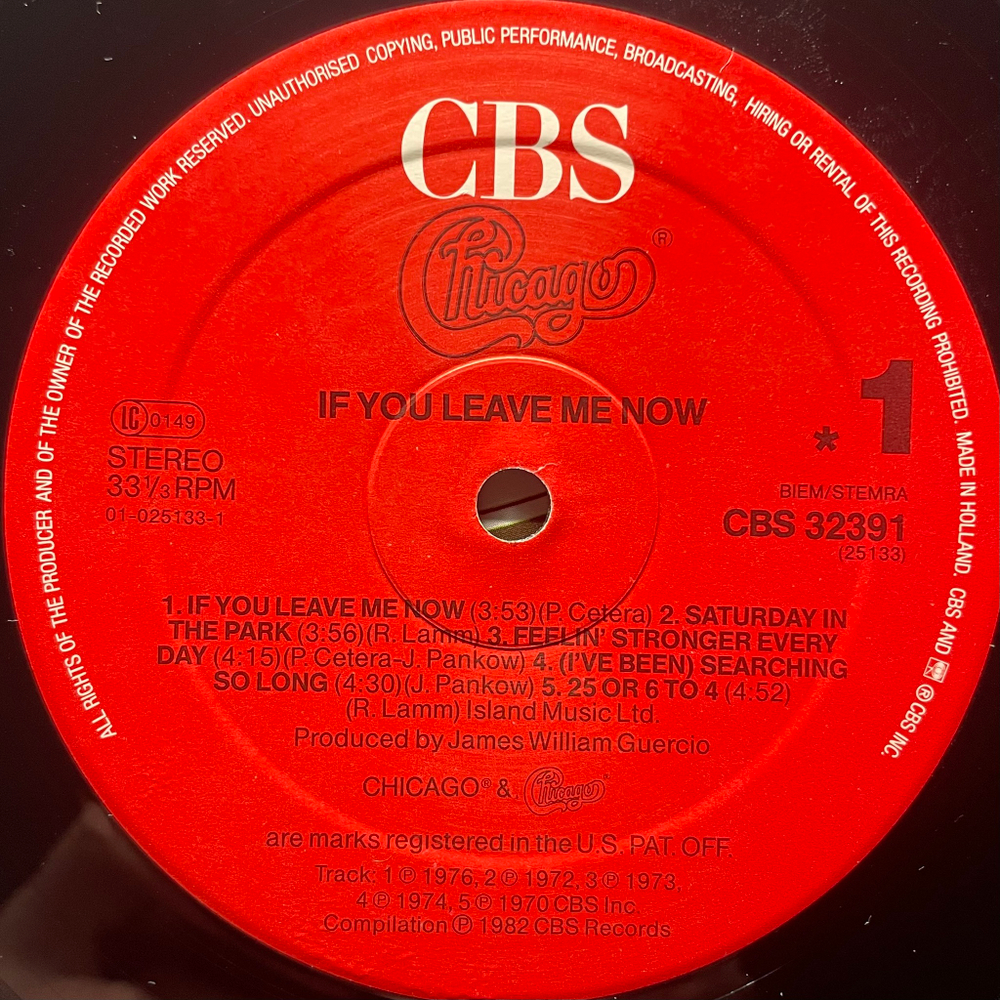 ALL RIGHTS OF THE PRODUCER AND OF THE OWNER OF THE RECORDED WORK RESERVED. UNAUTHORISED COPYING, PUBLIC PERFORMANCE, BROADCASTING, HIRING OR RENTAL OF THIS RECORDING PROHIBITED. MADE IN HOLLAND. CBS AND ® CBS INC.
CBS
Chicago ®
IF YOU LEAVE ME NOW
1
*
LC 0149
STEREO
33⅓ RPM
01-025133-1
BIEM/STEMRA
CBS 32391
(25133)
1. IF YOU LEAVE ME NOW (3:53)(P. Cetera) 2. SATURDAY IN
THE PARK (3:56)(R. Lamm) 3. FEELIN' STRONGER EVERY
DAY (4:15)(P. Cetera-J. Pankow) 4. (I'VE BEEN) SEARCHING
SO LONG (4:30)(J. Pankow) 5. 25 OR 6 TO 4 (4:52)
(R. Lamm) Island Music Ltd.
Produced by James William Guercio
CHICAGO® & Chicago®
are marks registered in the U.S. PAT. OFF.
Track: 1 ℗ 1976, 2 ℗ 1972, 3 ℗ 1973,
4 ℗ 1974, 5 ℗ 1970 CBS Inc.
Compilation ℗ 1982 CBS Records